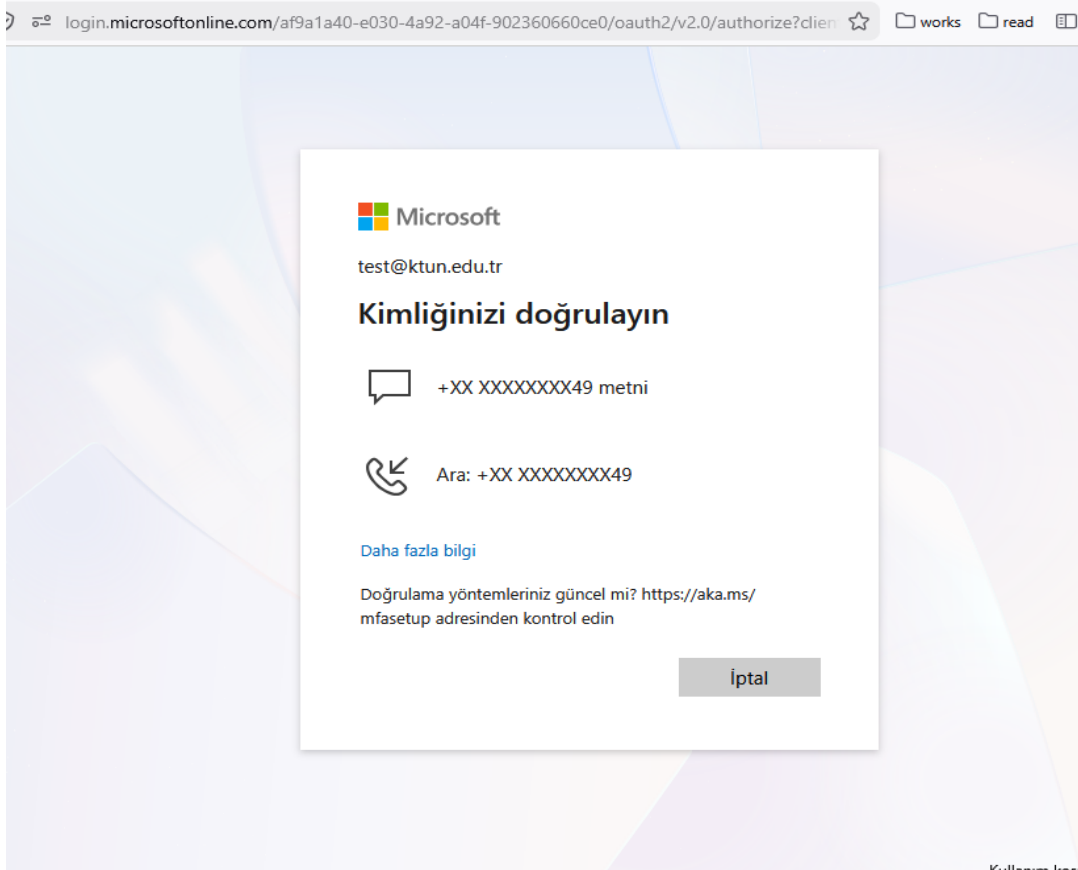 login.microsoftonline.com/af9a1a40-e030-4a92-a04f-902360660ce0/oauth2/v2.0/authorize?clien
works
read
Microsoft
test@ktun.edu.tr
Kimliğinizi doğrulayın
+XX XXXXXXXX49 metni
Ara: +XX XXXXXXXX49
Daha fazla bilgi
Doğrulama yöntemleriniz güncel mi? https://aka.ms/
mfasetup adresinden kontrol edin
İptal
Kullanım